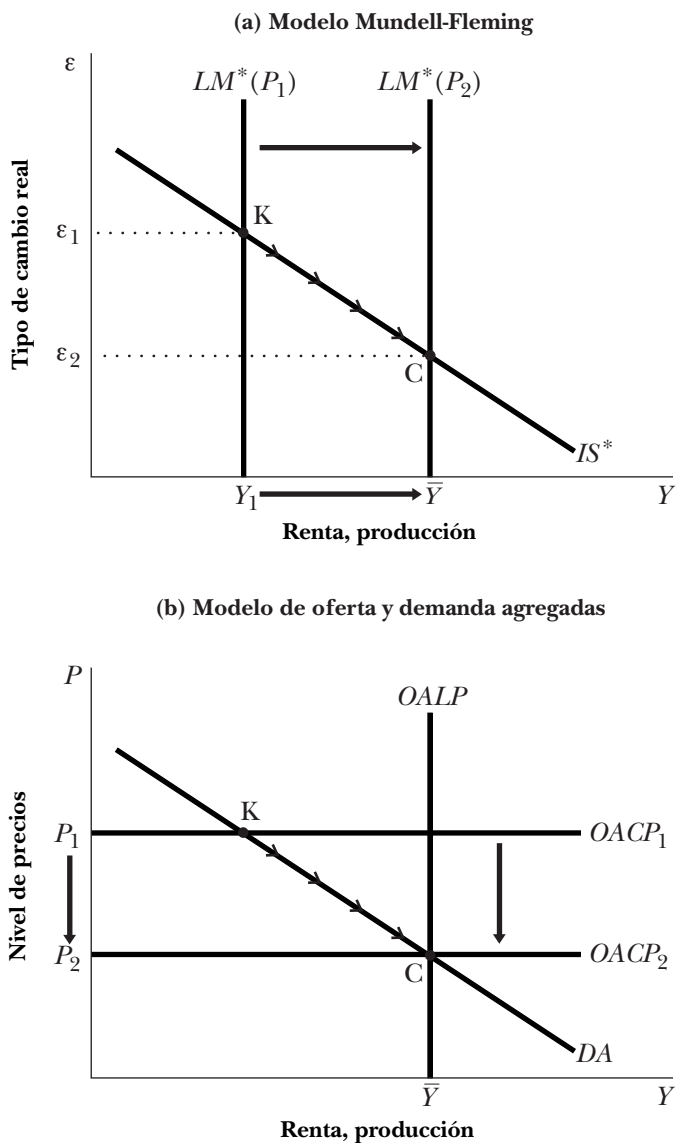 (a) Modelo Mundell-Fleming
ε
LM*(P₁)
LM*(P₂)
K
ε₁
Tipo de cambio real
ε₂
C
IS*
Y₁
Ȳ
Y
Renta, producción
(b) Modelo de oferta y demanda agregadas
P
OALP
K
P₁
OACP₁
Nivel de precios
P₂
OACP₂
C
DA
Ȳ
Y
Renta, producción